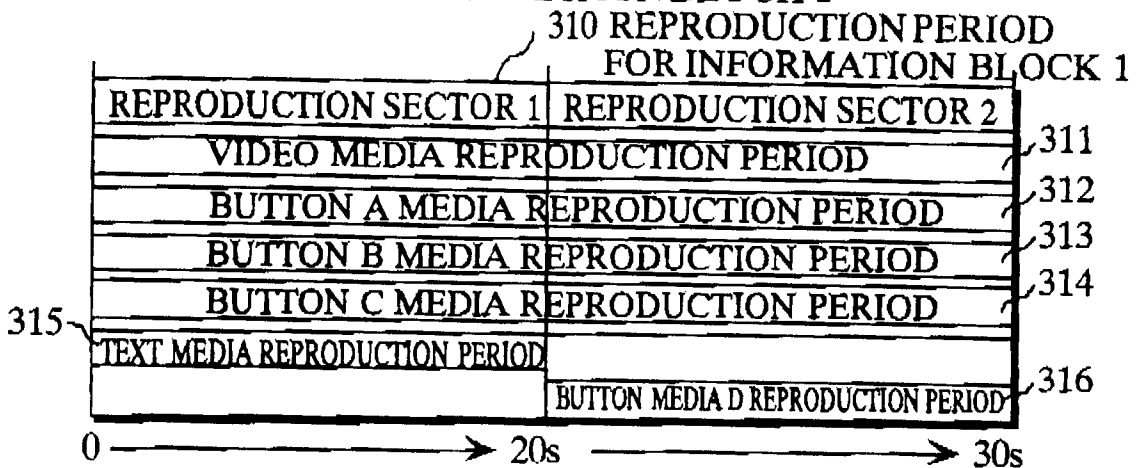 310 REPRODUCTION PERIOD
FOR INFORMATION BLOCK 1
REPRODUCTION SECTOR 1 REPRODUCTION SECTOR 2
VIDEO MEDIA REPRODUCTION PERIOD 311
BUTTON A MEDIA REPRODUCTION PERIOD 312
BUTTON B MEDIA REPRODUCTION PERIOD 313
BUTTON C MEDIA REPRODUCTION PERIOD 314
315 TEXT MEDIA REPRODUCTION PERIOD
BUTTON MEDIA D REPRODUCTION PERIOD 316
0 20s 30s